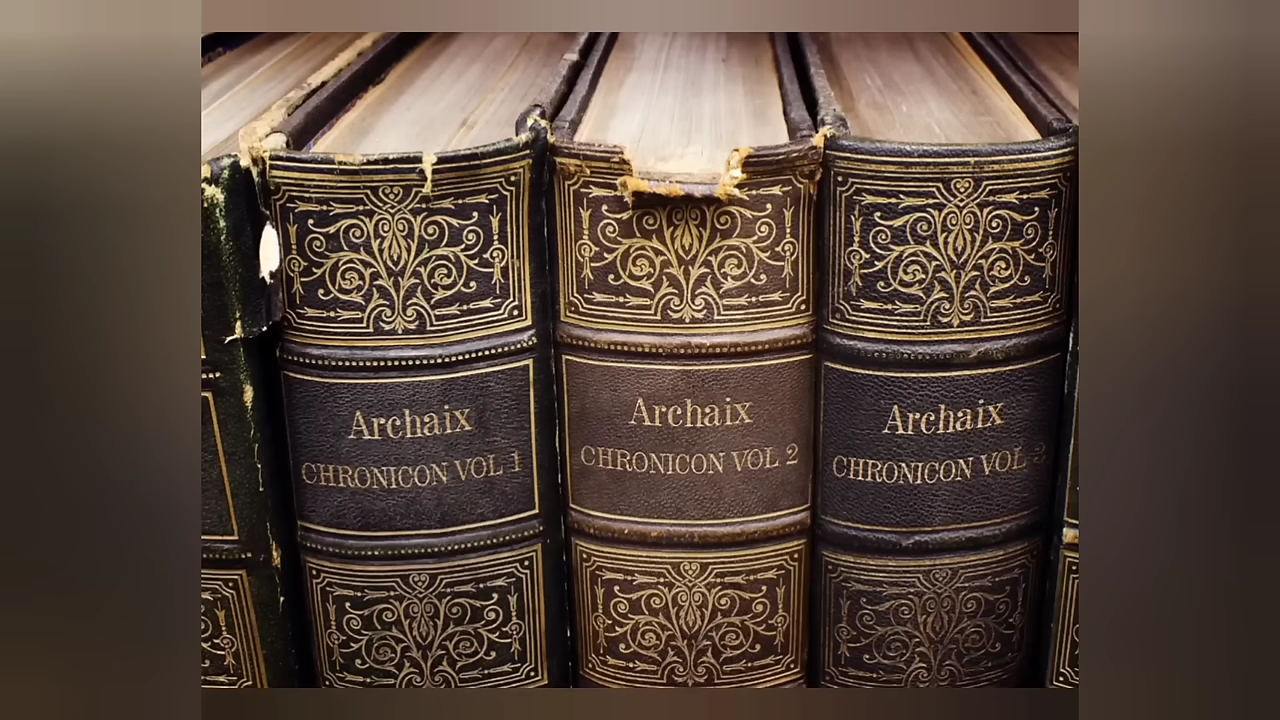 Archaix
CHRONICON VOL 1
Archaix
CHRONICON VOL 2
Archaix
CHRONICON VOL